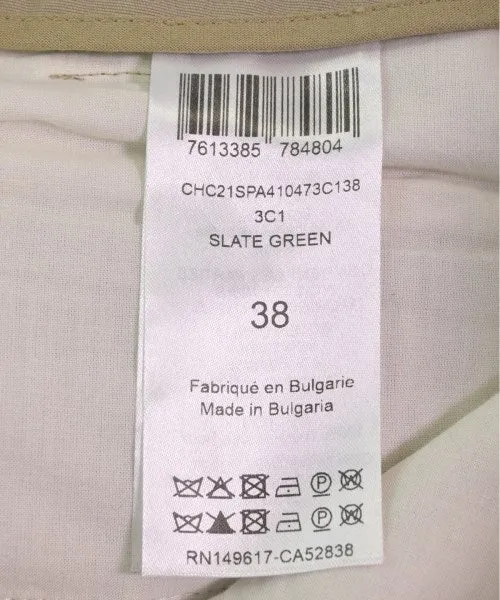 7613385 784804
CHC21SPA410473C138
3C1
SLATE GREEN
38
Fabriqué en Bulgarie
Made in Bulgaria
P W
P W
RN149617-CA52838